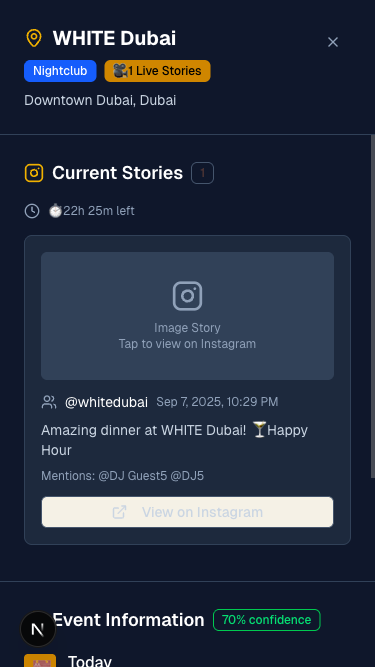 WHITE Dubai
Nightclub
🎥1 Live Stories
Downtown Dubai, Dubai
Current Stories
1
⏱️22h 25m left
Image Story
Tap to view on Instagram
@whitedubai Sep 7, 2025, 10:29 PM
Amazing dinner at WHITE Dubai! 🍸Happy
Hour
Mentions: @DJ Guest5 @DJ5
View on Instagram
N
Event Information
70% confidence
Today